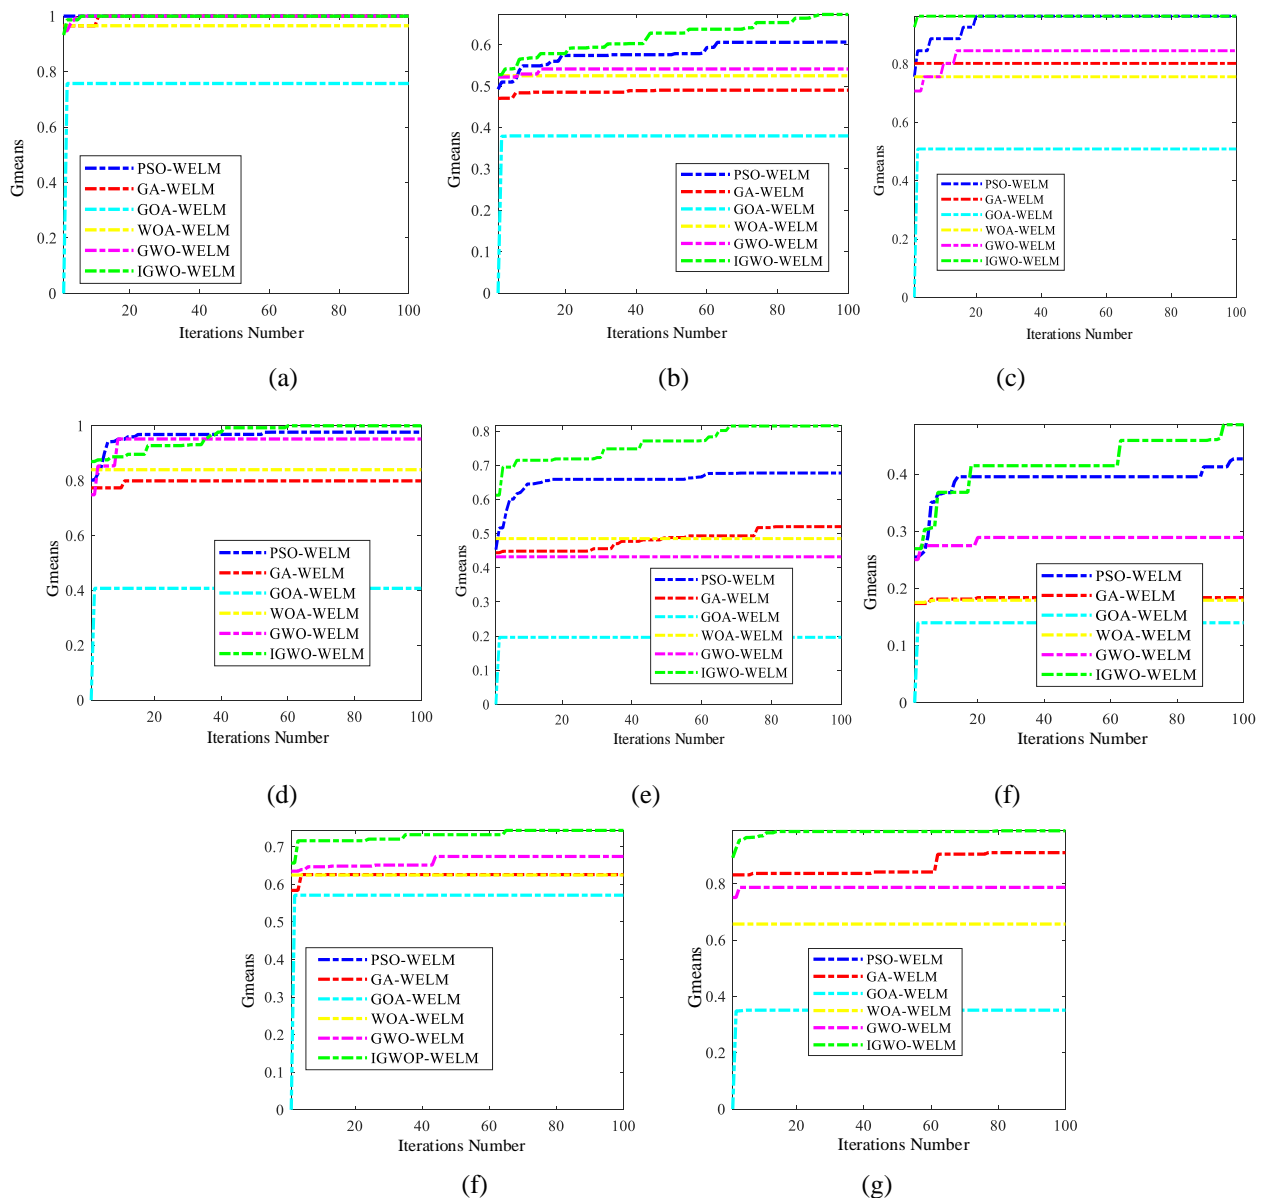 1
0.8
0.6
0.4
0.2
0
Gmeans
PSO-WELM
GA-WELM
GOA-WELM
WOA-WELM
GWO-WELM
IGWO-WELM
20 40 60 80 100
Iterations Number
(a)
0.6
0.5
0.4
0.3
0.2
0.1
0
Gmeans
PSO-WELM
GA-WELM
GOA-WELM
WOA-WELM
GWO-WELM
IGWO-WELM
20 40 60 80 100
Iterations Number
(b)
0.8
0.6
0.4
0.2
0
Gmeans
PSO-WELM
GA-WELM
GOA-WELM
WOA-WELM
GWO-WELM
IGWO-WELM
20 40 60 80 100
Iterations Number
(c)
1
0.8
0.6
0.4
0.2
0
Gmeans
PSO-WELM
GA-WELM
GOA-WELM
WOA-WELM
GWO-WELM
IGWO-WELM
20 40 60 80 100
Iterations Number
(d)
0.8
0.7
0.6
0.5
0.4
0.3
0.2
0.1
0
Gmeans
PSO-WELM
GA-WELM
GOA-WELM
WOA-WELM
GWO-WELM
IGWO-WELM
20 40 60 80 100
Iterations Number
(e)
0.4
0.3
0.2
0.1
0
Gmeans
PSO-WELM
GA-WELM
GOA-WELM
WOA-WELM
GWO-WELM
IGWO-WELM
20 40 60 80 100
Iterations Number
(f)
0.7
0.6
0.5
0.4
0.3
0.2
0.1
0
Gmeans
PSO-WELM
GA-WELM
GOA-WELM
WOA-WELM
GWO-WELM
IGWOP-WELM
20 40 60 80 100
Iterations Number
(f)
0.8
0.6
0.4
0.2
0
Gmeans
PSO-WELM
GA-WELM
GOA-WELM
WOA-WELM
GWO-WELM
IGWO-WELM
20 40 60 80 100
Iterations Number
(g)